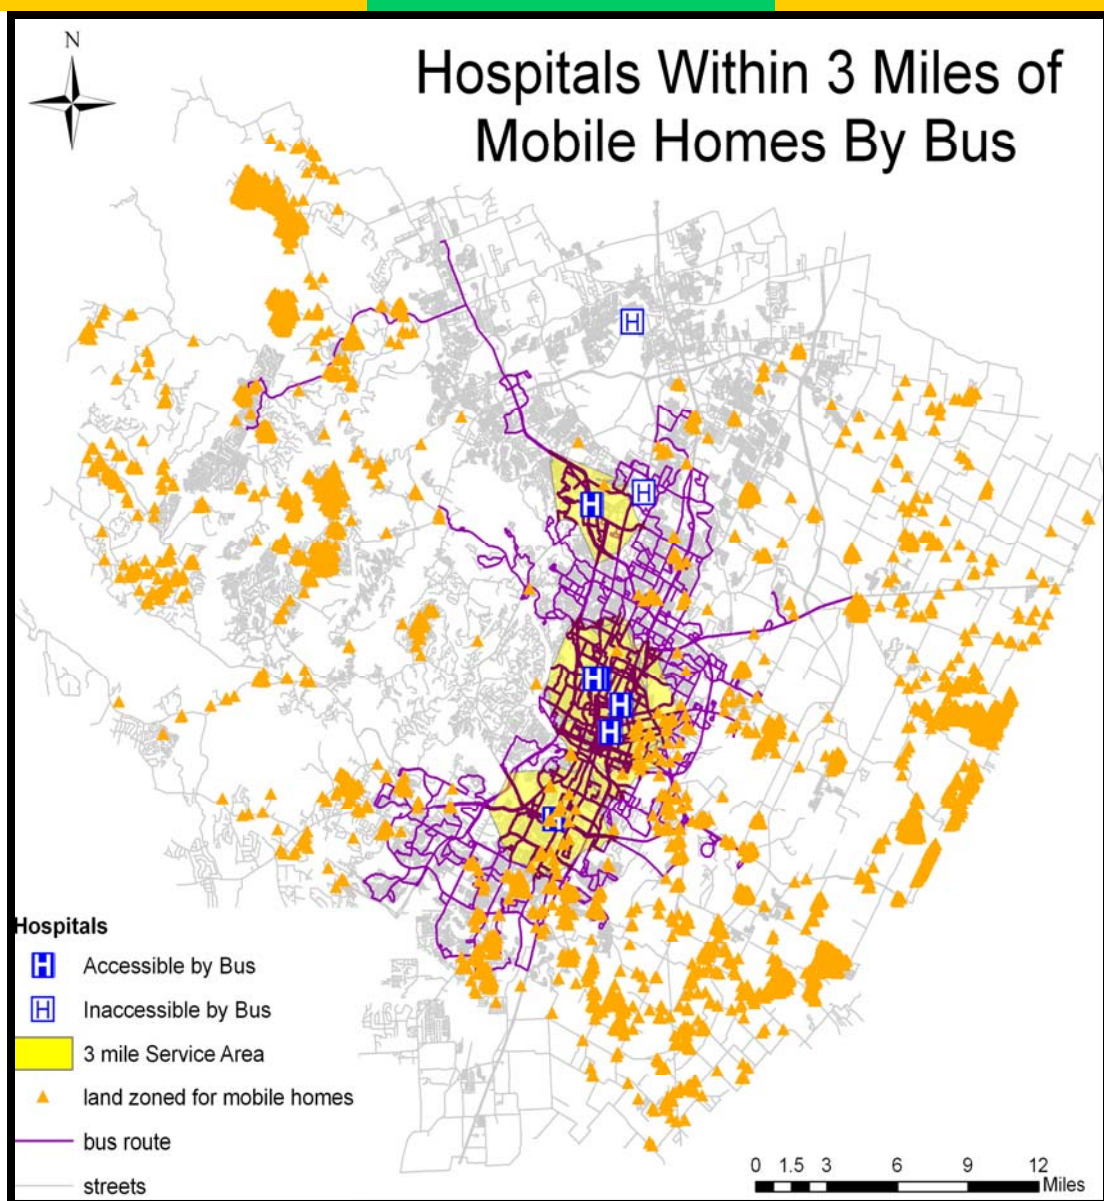 N
Hospitals Within 3 Miles of
Mobile Homes By Bus
H
H
H
H
H
H
H
Hospitals
H Accessible by Bus
H Inaccessible by Bus
3 mile Service Area
land zoned for mobile homes
bus route
streets
0 1.5 3 6 9 12
Miles